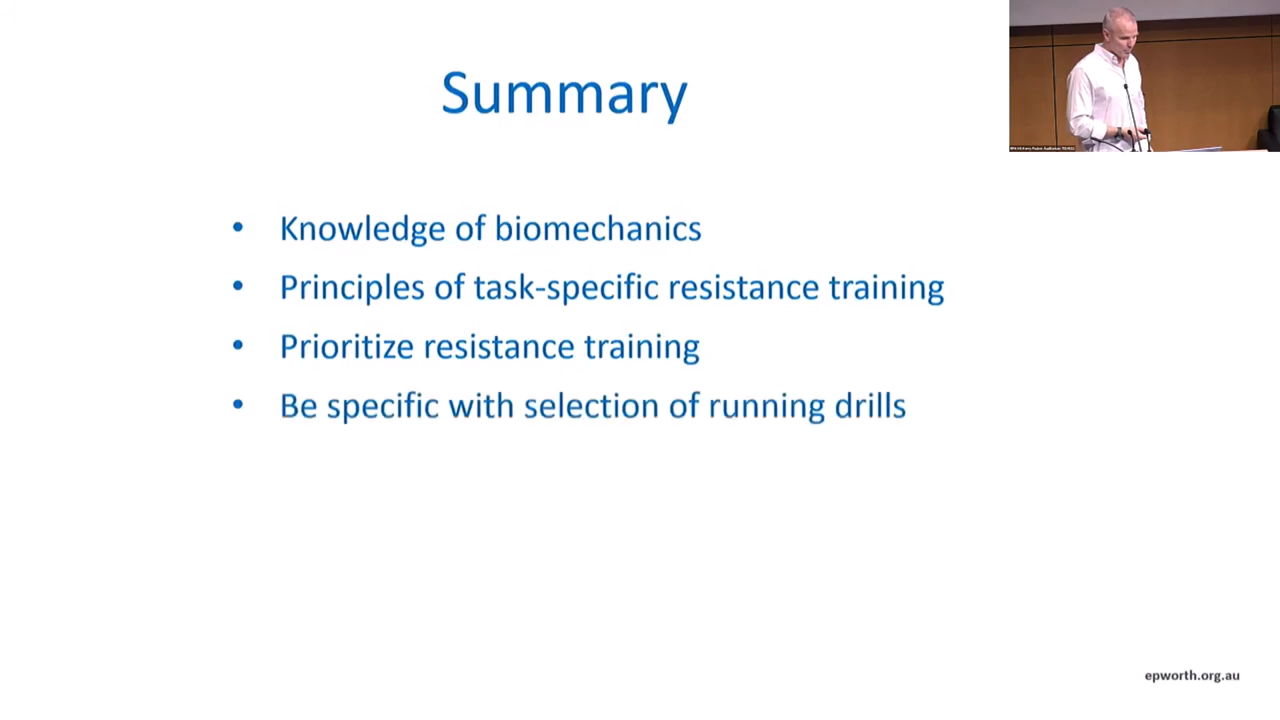 Summary
• Knowledge of biomechanics
• Principles of task-specific resistance training
• Prioritize resistance training
• Be specific with selection of running drills
epworth.org.au